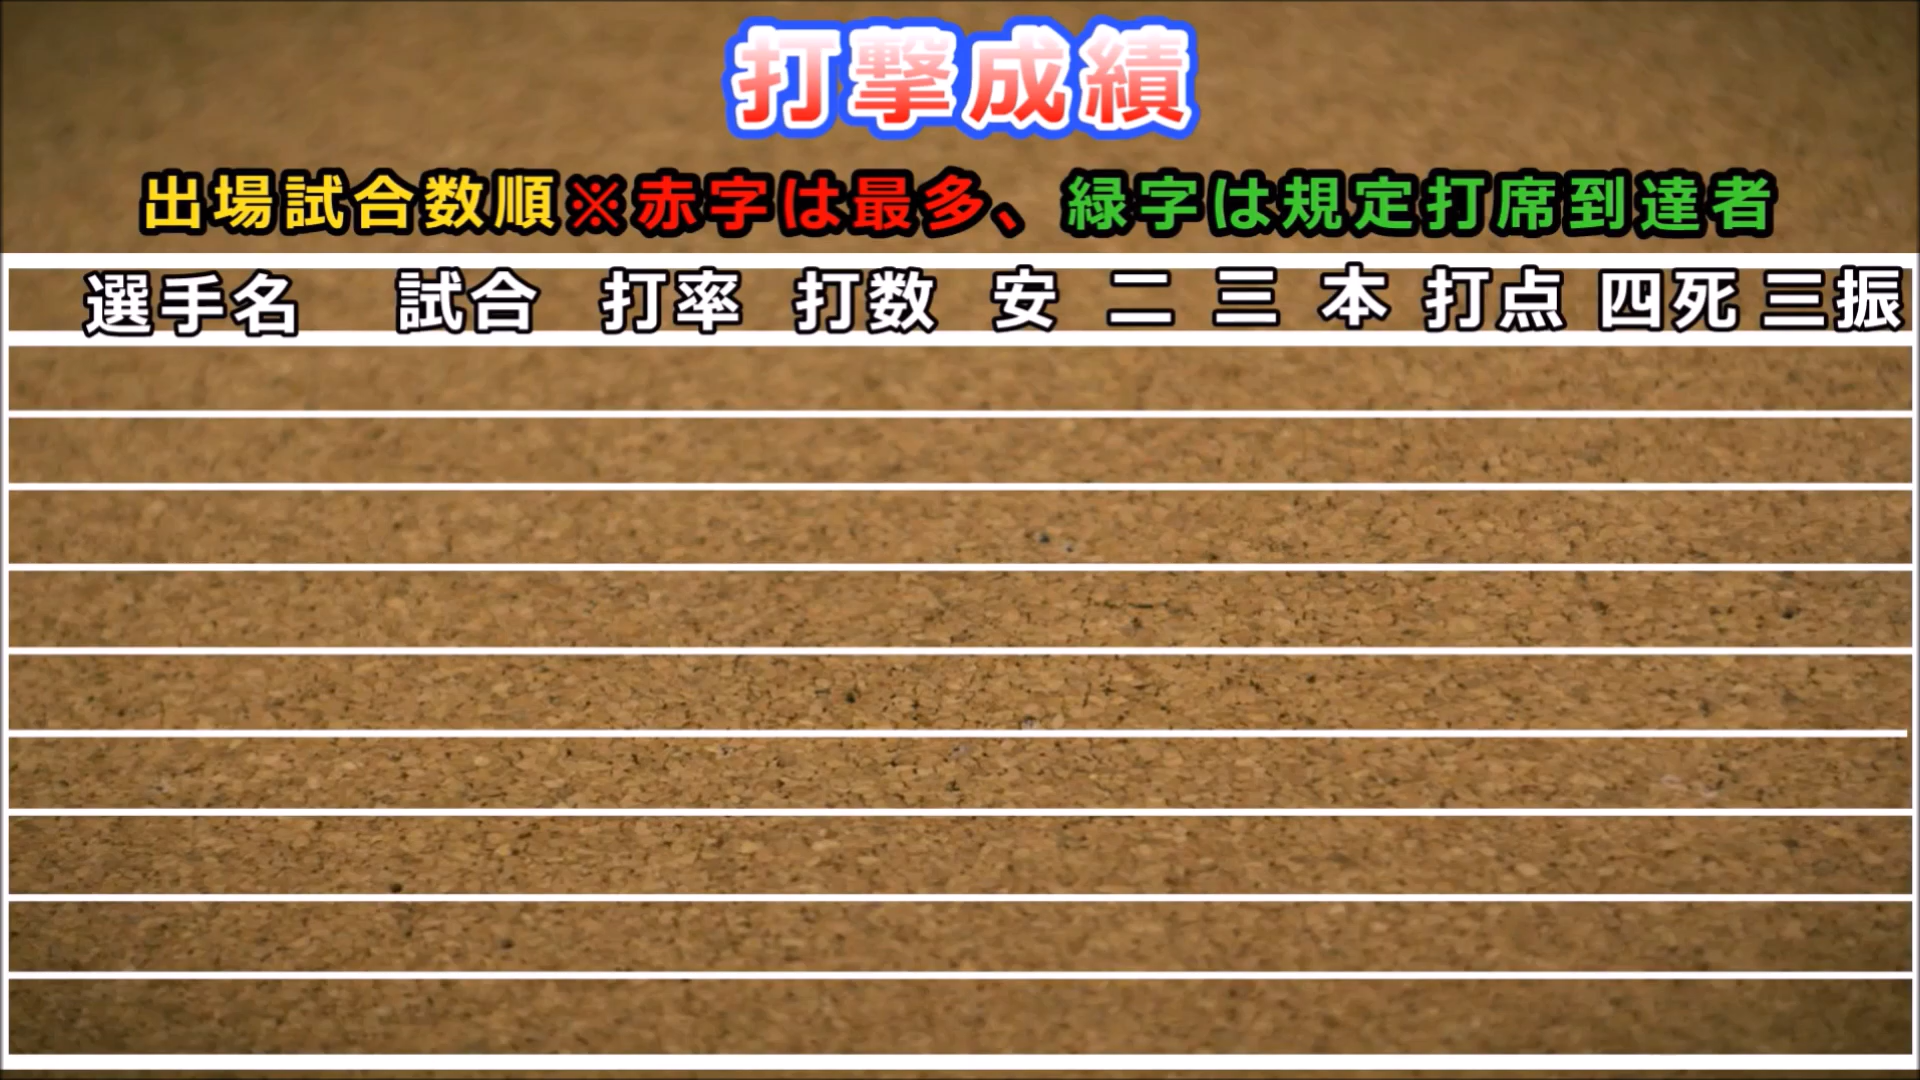 打撃成績
出場試合数順※赤字は最多、緑字は規定打席到達者
選手名 試合 打率 打数 安 二 三 本 打点 四死 三振